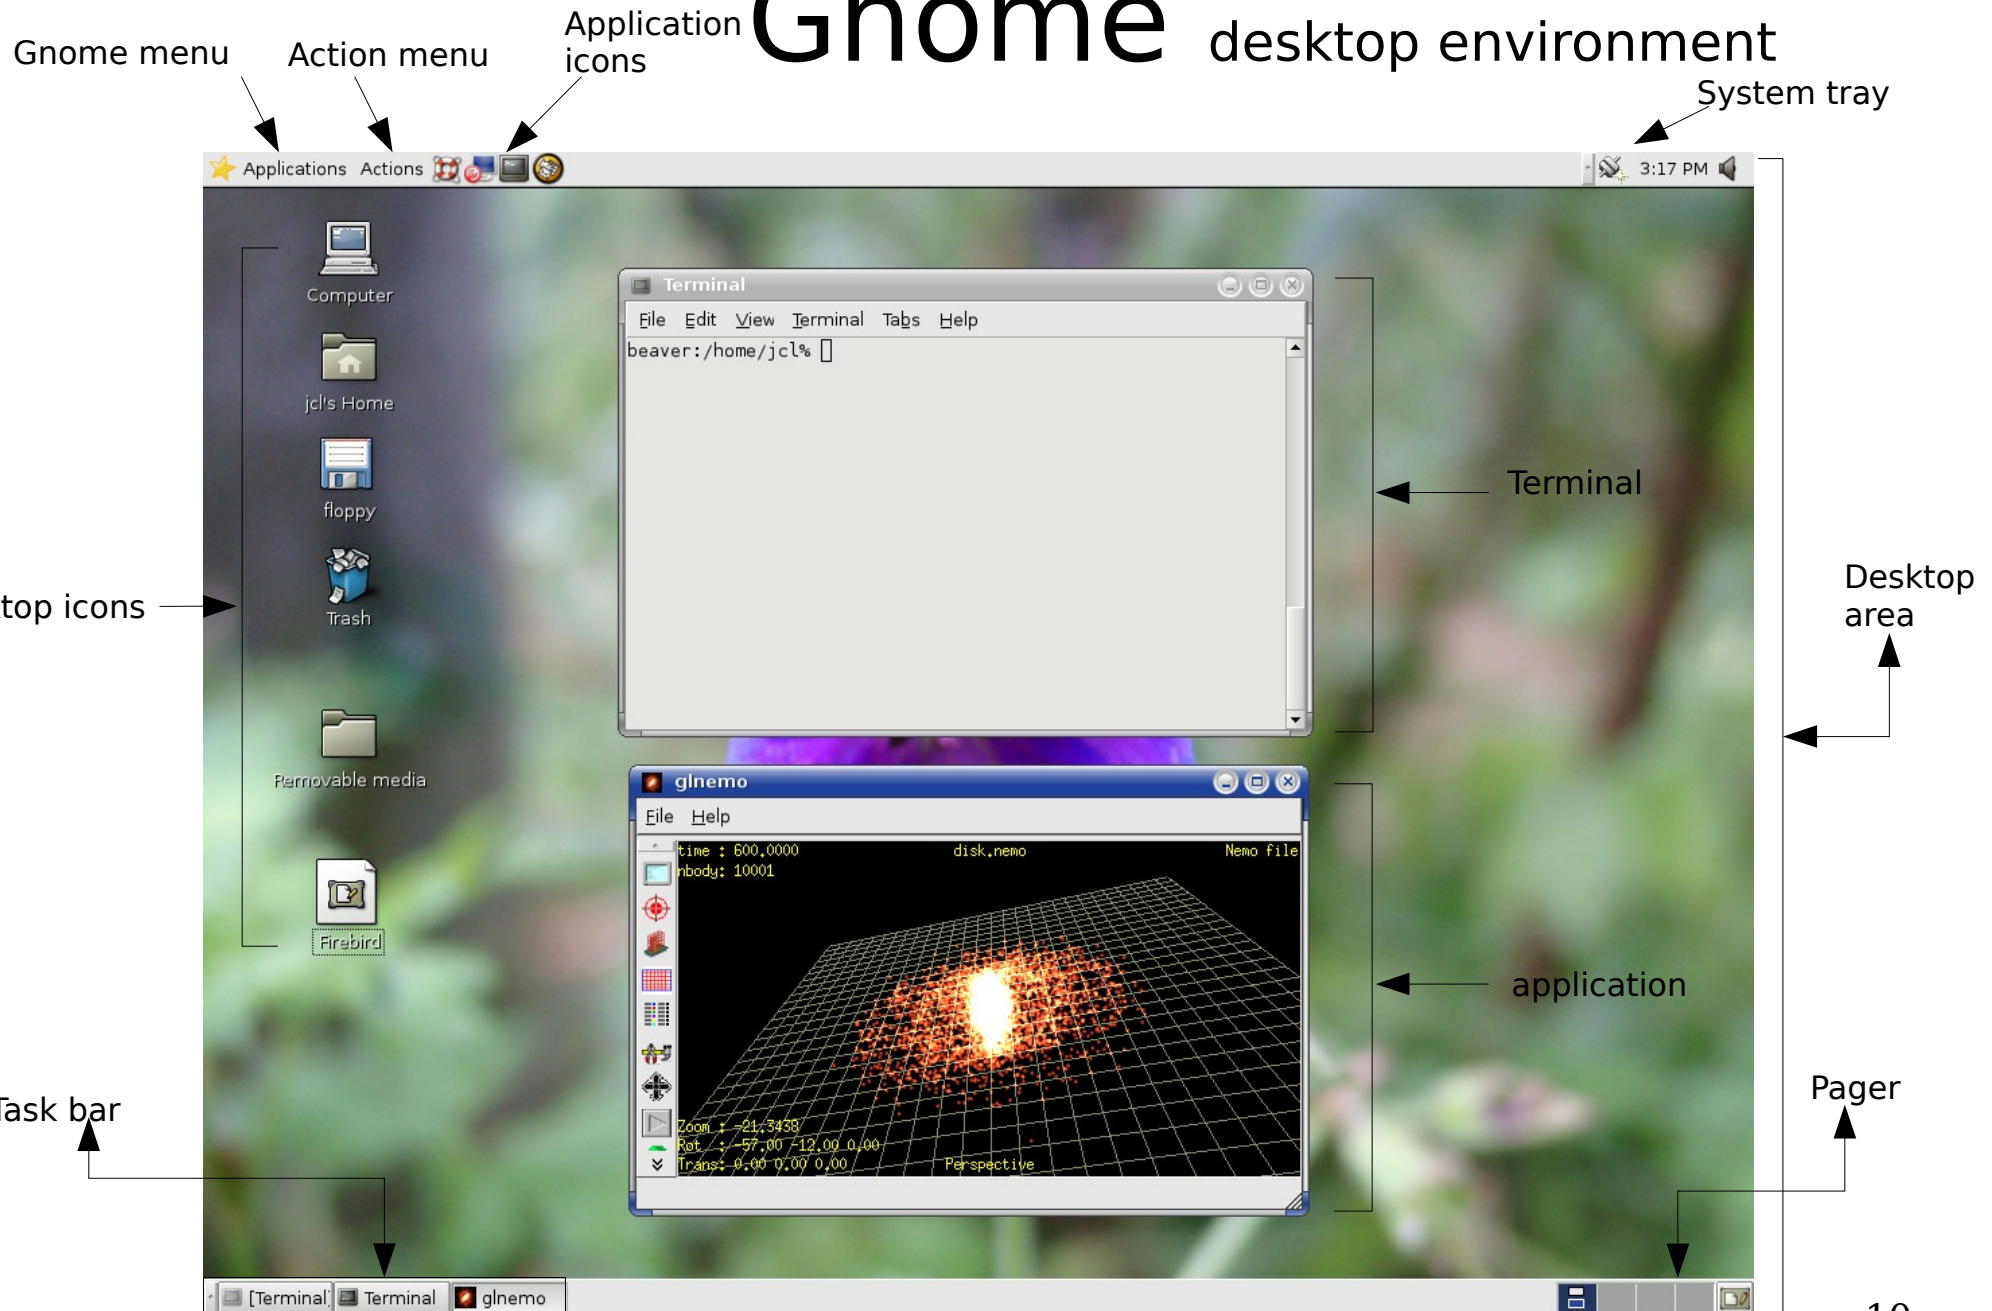 Gnome desktop environment
Application
icons
Gnome menu
Action menu
System tray
Applications Actions
3:17 PM
Computer
jcl's Home
floppy
Trash
Removable media
Firebird
top icons
Terminal
File Edit View Terminal Tabs Help
beaver:/home/jcl%
Terminal
Desktop
area
glnemo
File Help
time : 600.0000 disk.nemo Nemo file
nbody: 10001
Zoom : -21.3438
Rot : -57.00 -12.00 0.00
Trans: 0.00 0.00 0.00 Perspective
application
Pager
Task bar
[Terminal] Terminal glnemo